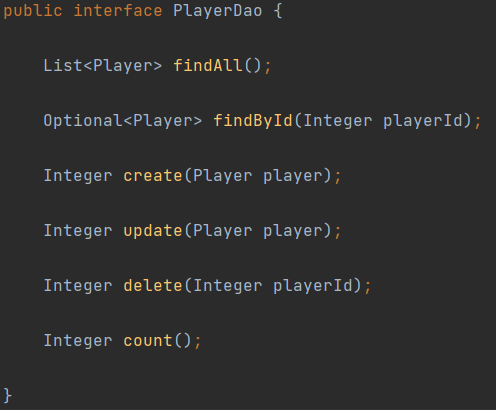 public interface PlayerDao {
List<Player> findAll();
Optional<Player> findById(Integer playerId);
Integer create(Player player);
Integer update(Player player);
Integer delete(Integer playerId);
Integer count();
}